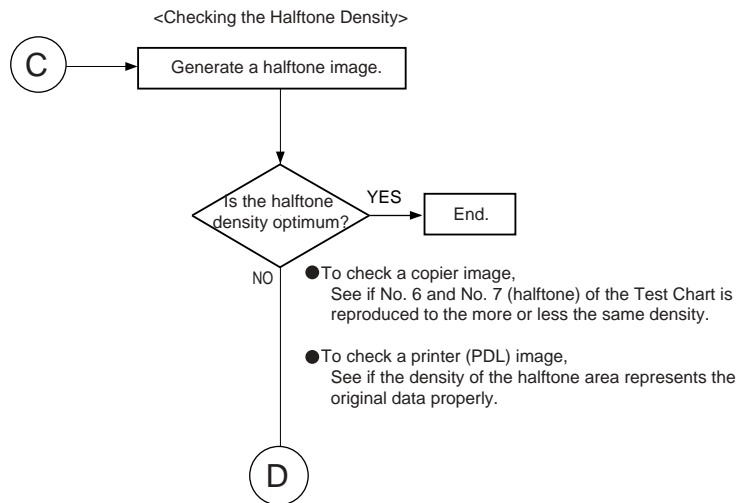 <Checking the Halftone Density>
C
Generate a halftone image.
Is the halftone
density optimum?
YES
End.
NO
●To check a copier image,
See if No. 6 and No. 7 (halftone) of the Test Chart is
reproduced to the more or less the same density.
●To check a printer (PDL) image,
See if the density of the halftone area represents the
original data properly.
D